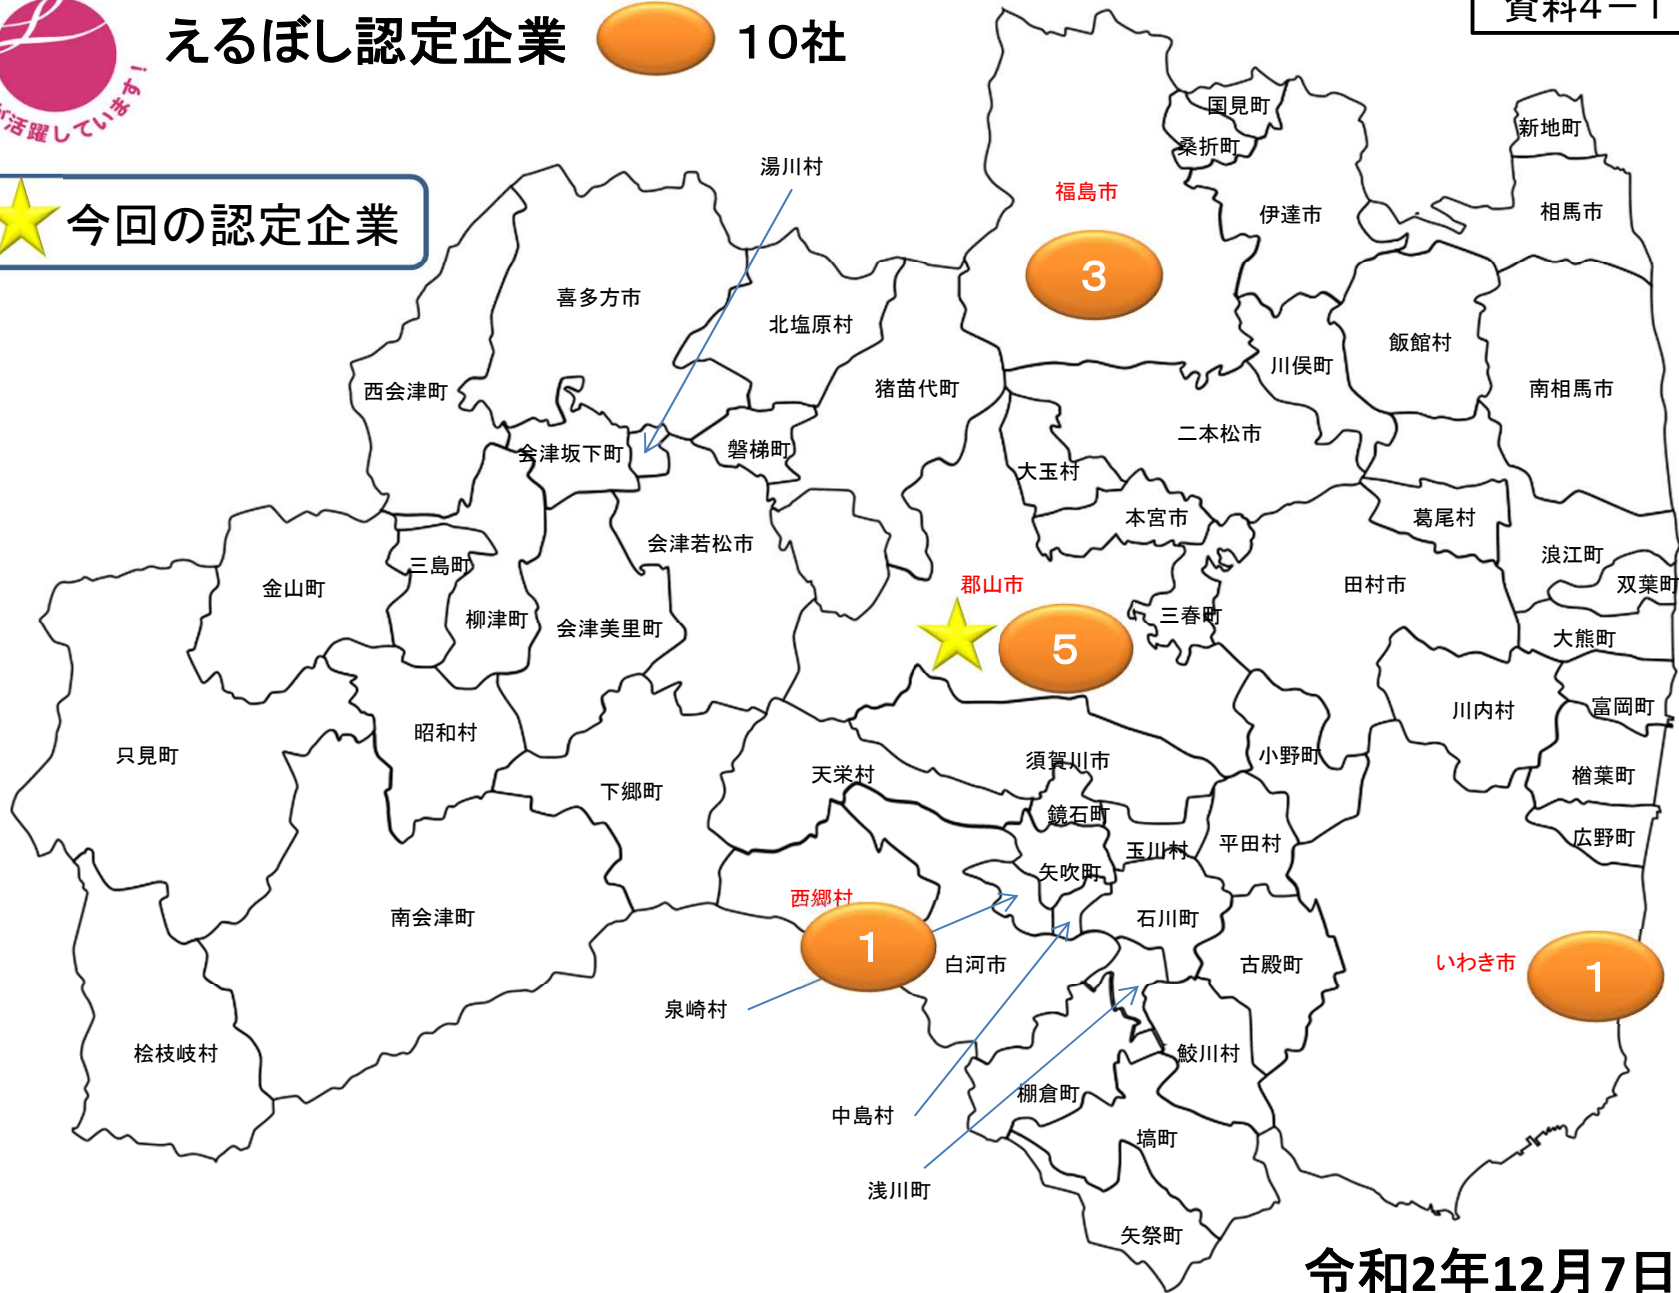 えるぼし認定企業 10社
資料4－1
が活躍しています!
今回の認定企業
国見町
桑折町
新地町
湯川村
福島市
伊達市
相馬市
3
喜多方市
北塩原村
飯館村
川俣町
西会津町
猪苗代町
南相馬市
二本松市
会津坂下町
磐梯町
大玉村
本宮市
葛尾村
会津若松市
浪江町
三島町
金山町
郡山市
田村市
双葉町
柳津町
会津美里町
三春町
大熊町
5
富岡町
川内村
昭和村
只見町
小野町
須賀川市
天栄村
楢葉町
下郷町
鏡石町
平田村
玉川村
広野町
矢吹町
西郷村
南会津町
石川町
1
白河市
古殿町
いわき市
1
泉崎村
桧枝岐村
鮫川村
棚倉町
中島村
塙町
浅川町
矢祭町
令和2年12月7日